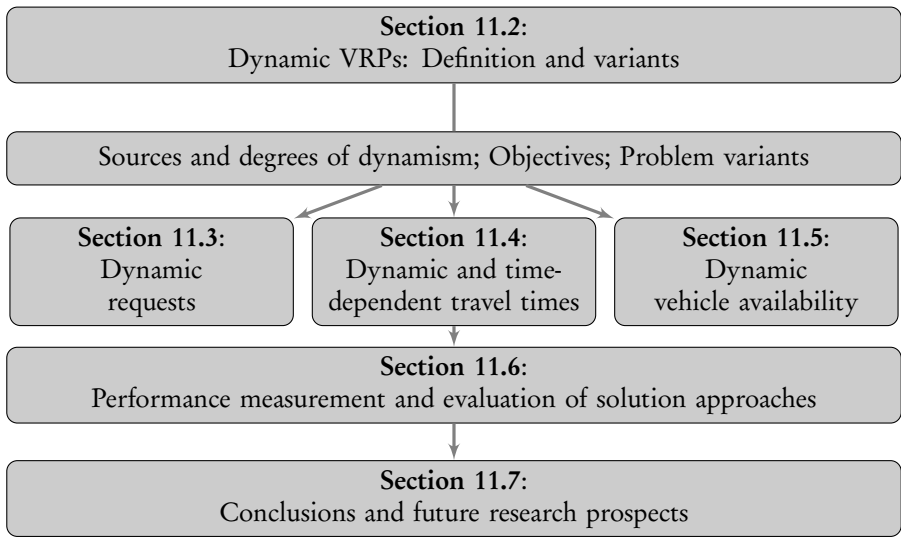 Section 11.2:
Dynamic VRPs: Definition and variants
Sources and degrees of dynamism; Objectives; Problem variants
Section 11.3:
Dynamic
requests
Section 11.4:
Dynamic and time-
dependent travel times
Section 11.5:
Dynamic
vehicle availability
Section 11.6:
Performance measurement and evaluation of solution approaches
Section 11.7:
Conclusions and future research prospects